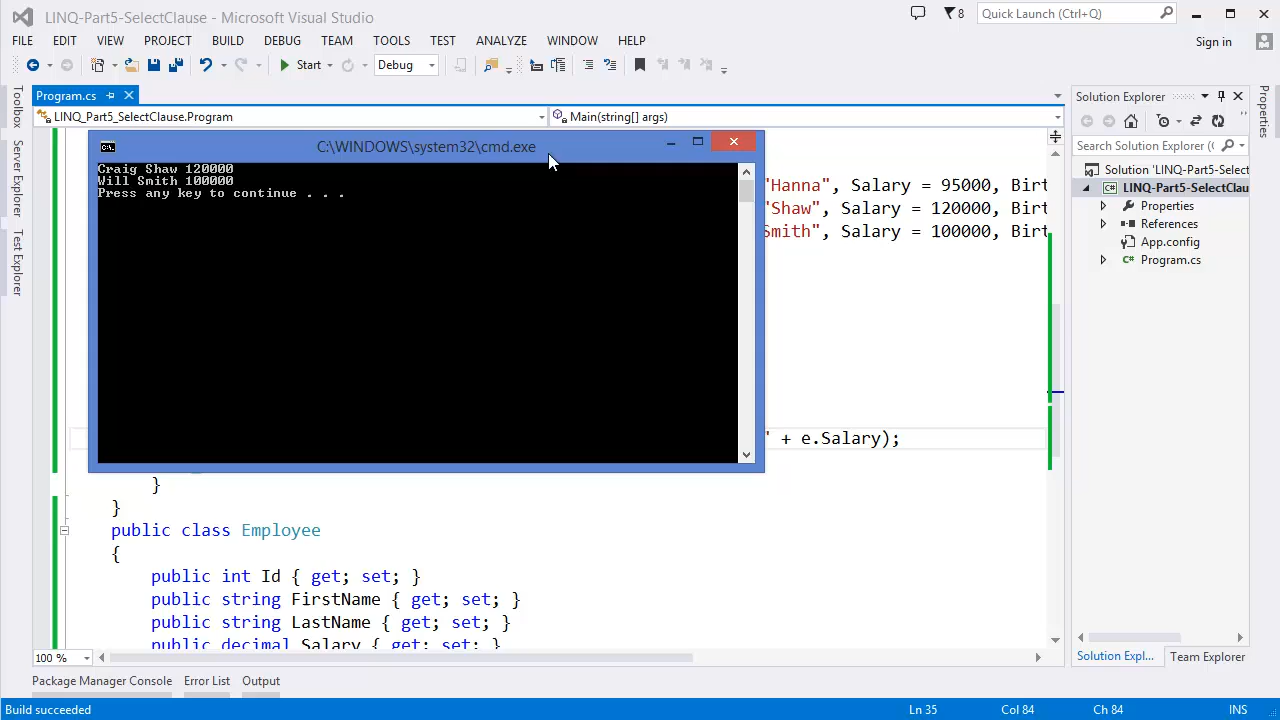 LINQ-Part5-SelectClause - Microsoft Visual Studio
8
Quick Launch (Ctrl+Q)
FILE EDIT VIEW PROJECT BUILD DEBUG TEAM TOOLS TEST ANALYZE WINDOW HELP
Sign in
Start
Debug
Toolbox
Server Explorer
Test Explorer
Program.cs
LINQ_Part5_SelectClause.Program
Main(string[] args)
C:\.
C:\WINDOWS\system32\cmd.exe
Craig Shaw 120000
Will Smith 100000
Press any key to continue . . .
"Hanna", Salary = 95000, Birt
"Shaw", Salary = 120000, Birt
Smith", Salary = 100000, Birt
" + e.Salary);
}
}
public class Employee
{
public int Id { get; set; }
public string FirstName { get; set; }
public string LastName { get; set; }
public decimal Salary { get; set; }
100 %
Package Manager Console Error List Output
Solution Explorer
Search Solution Explorer (
Solution 'LINQ-Part5-Select
LINQ-Part5-SelectClau
Properties
References
App.config
C# Program.cs
Solution Expl... Team Explorer
Properties
Build succeeded
Ln 35 Col 84 Ch 84 INS